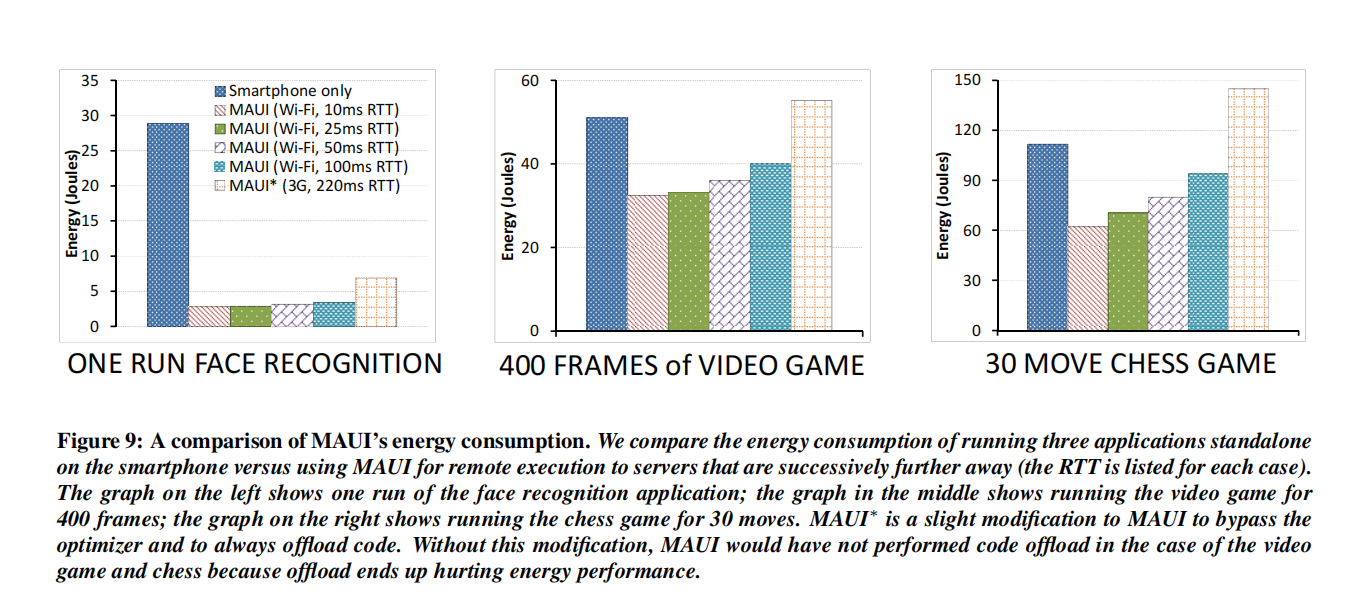 35
30
25
20
15
10
5
0
Energy (Joules)
Smartphone only
MAUI (Wi-Fi, 10ms RTT)
MAUI (Wi-Fi, 25ms RTT)
MAUI (Wi-Fi, 50ms RTT)
MAUI (Wi-Fi, 100ms RTT)
MAUI* (3G, 220ms RTT)
ONE RUN FACE RECOGNITION
60
40
20
0
Energy (Joules)
400 FRAMES of VIDEO GAME
150
120
90
60
30
0
Energy (Joules)
30 MOVE CHESS GAME
Figure 9: A comparison of MAUI's energy consumption. We compare the energy consumption of running three applications standalone
on the smartphone versus using MAUI for remote execution to servers that are successively further away (the RTT is listed for each case).
The graph on the left shows one run of the face recognition application; the graph in the middle shows running the video game for
400 frames; the graph on the right shows running the chess game for 30 moves. MAUI* is a slight modification to MAUI to bypass the
optimizer and to always offload code. Without this modification, MAUI would have not performed code offload in the case of the video
game and chess because offload ends up hurting energy performance.